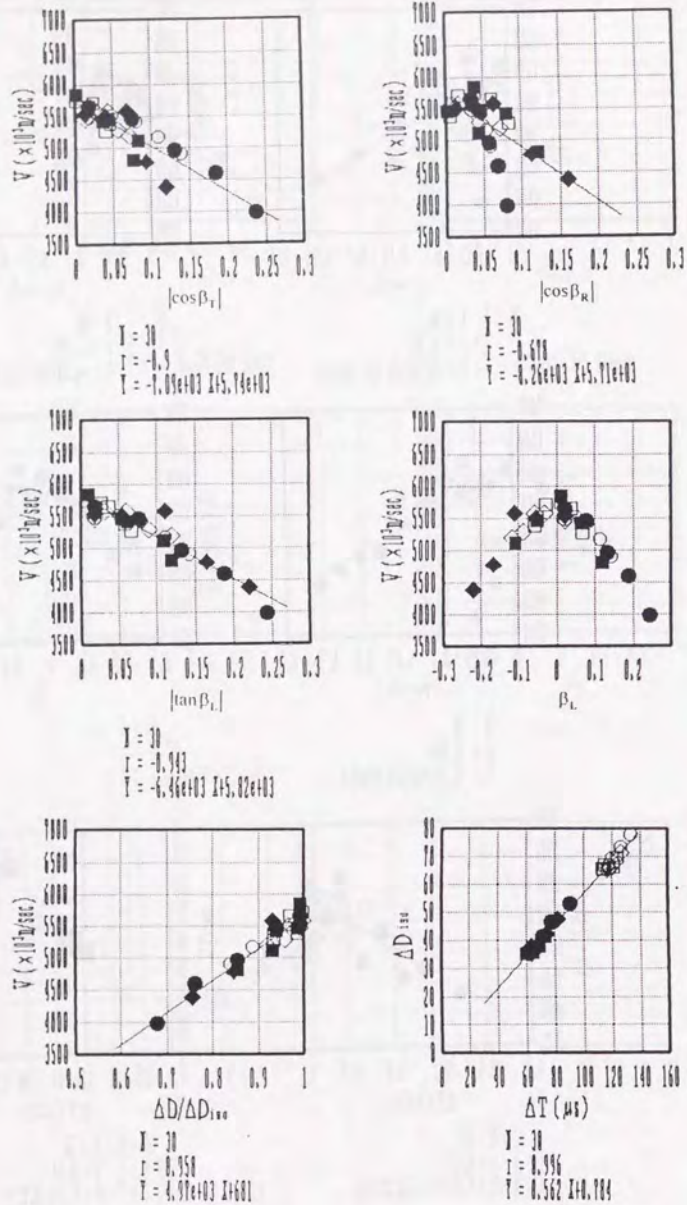 7000
6500
6000
5500
5000
4500
4000
3500
V (×10³m/sec)
0 0.05 0.1 0.15 0.2 0.25 0.3
|cosβT|
N = 30
r = -0.9
Y = -7.09e+03 X+5.74e+03
7000
6500
6000
5500
5000
4500
4000
3500
V (×10³m/sec)
0 0.05 0.1 0.15 0.2 0.25 0.3
|cosβR|
N = 30
r = -0.678
Y = -8.26e+03 X+5.71e+03
7000
6500
6000
5500
5000
4500
4000
3500
V (×10³m/sec)
0 0.05 0.1 0.15 0.2 0.25 0.3
|tanβL|
N = 30
r = -0.943
Y = -6.46e+03 X+5.82e+03
7000
6500
6000
5500
5000
4500
4000
3500
V (×10³m/sec)
-0.3 -0.2 -0.1 0 0.1 0.2
βL
7000
6500
6000
5500
5000
4500
4000
3500
V (×10³m/sec)
0.5 0.6 0.7 0.8 0.9 1
ΔD/ΔDiso
N = 30
r = 0.958
Y = 4.97e+03 X+681
80
70
60
50
40
30
20
10
0
ΔDiso
0 20 40 60 80 100 120 140 160
ΔT (μs)
N = 30
r = 0.996
Y = 0.562 X+0.784